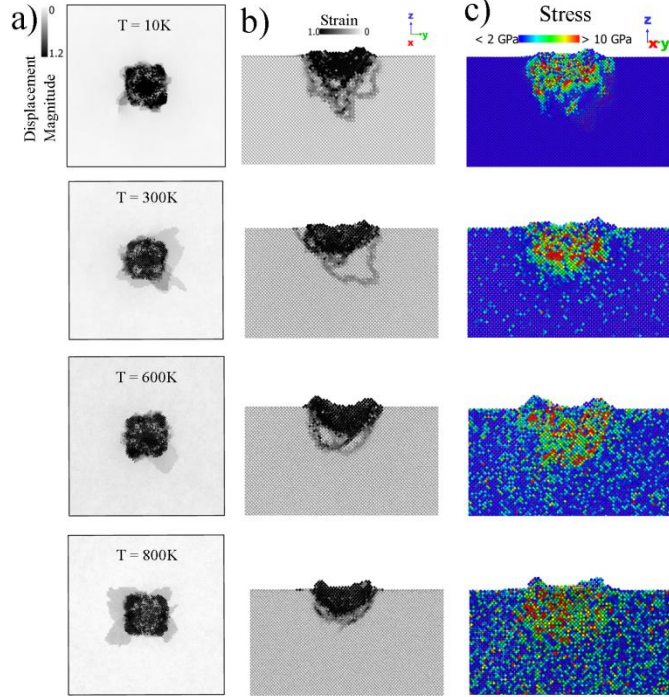 a)
0
1.2
Displacement
Magnitude
T = 10K
b)
Strain
1.0
0
z
y
x
c)
Stress
< 2 GPa
> 10 GPa
z
x
y
T = 300K
T = 600K
T = 800K